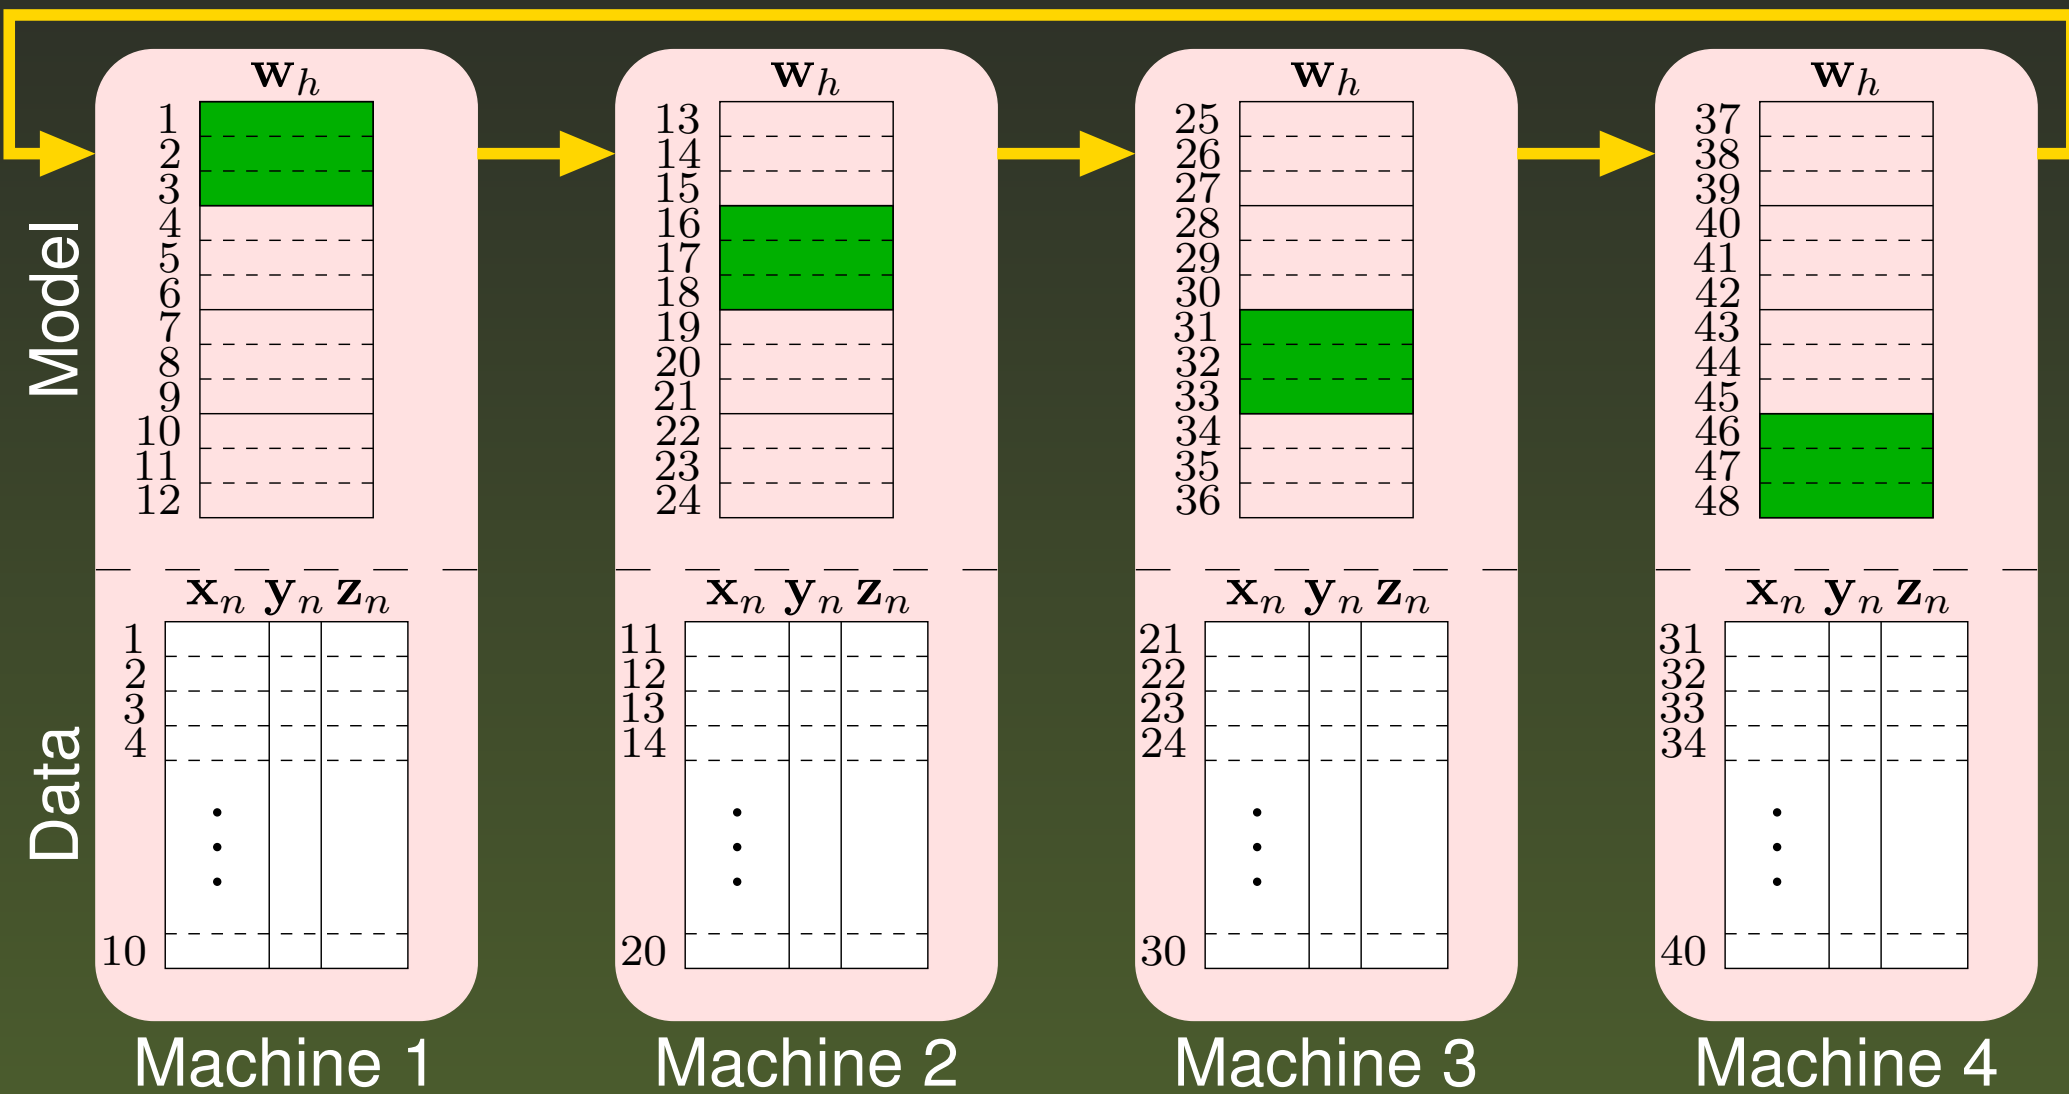 w_h w_h w_h w_h
1 13 25 37
2 14 26 38
3 15 27 39
4 16 28 40
5 17 29 41
6 18 30 42
7 19 31 43
8 20 32 44
9 21 33 45
10 22 34 46
11 23 35 47
12 24 36 48
Model
x_n y_n z_n x_n y_n z_n x_n y_n z_n x_n y_n z_n
1 11 21 31
2 12 22 32
3 13 23 33
4 14 24 34
10 20 30 40
Data
Machine 1 Machine 2 Machine 3 Machine 4